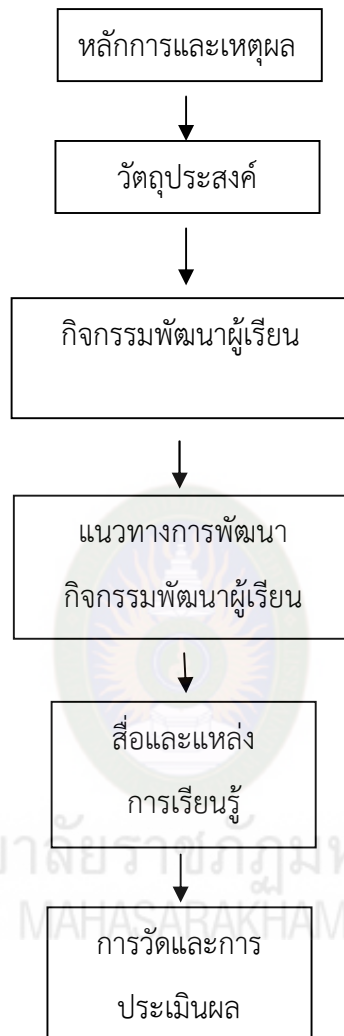 หลักการและเหตุผล
วัตถุประสงค์
กิจกรรมพัฒนาผู้เรียน
แนวทางการพัฒนา
กิจกรรมพัฒนาผู้เรียน
สื่อและแหล่ง
การเรียนรู้
าลัยราชภัฏมห
MAHASARAKHAM
การวัดและการ
ประเมินผล